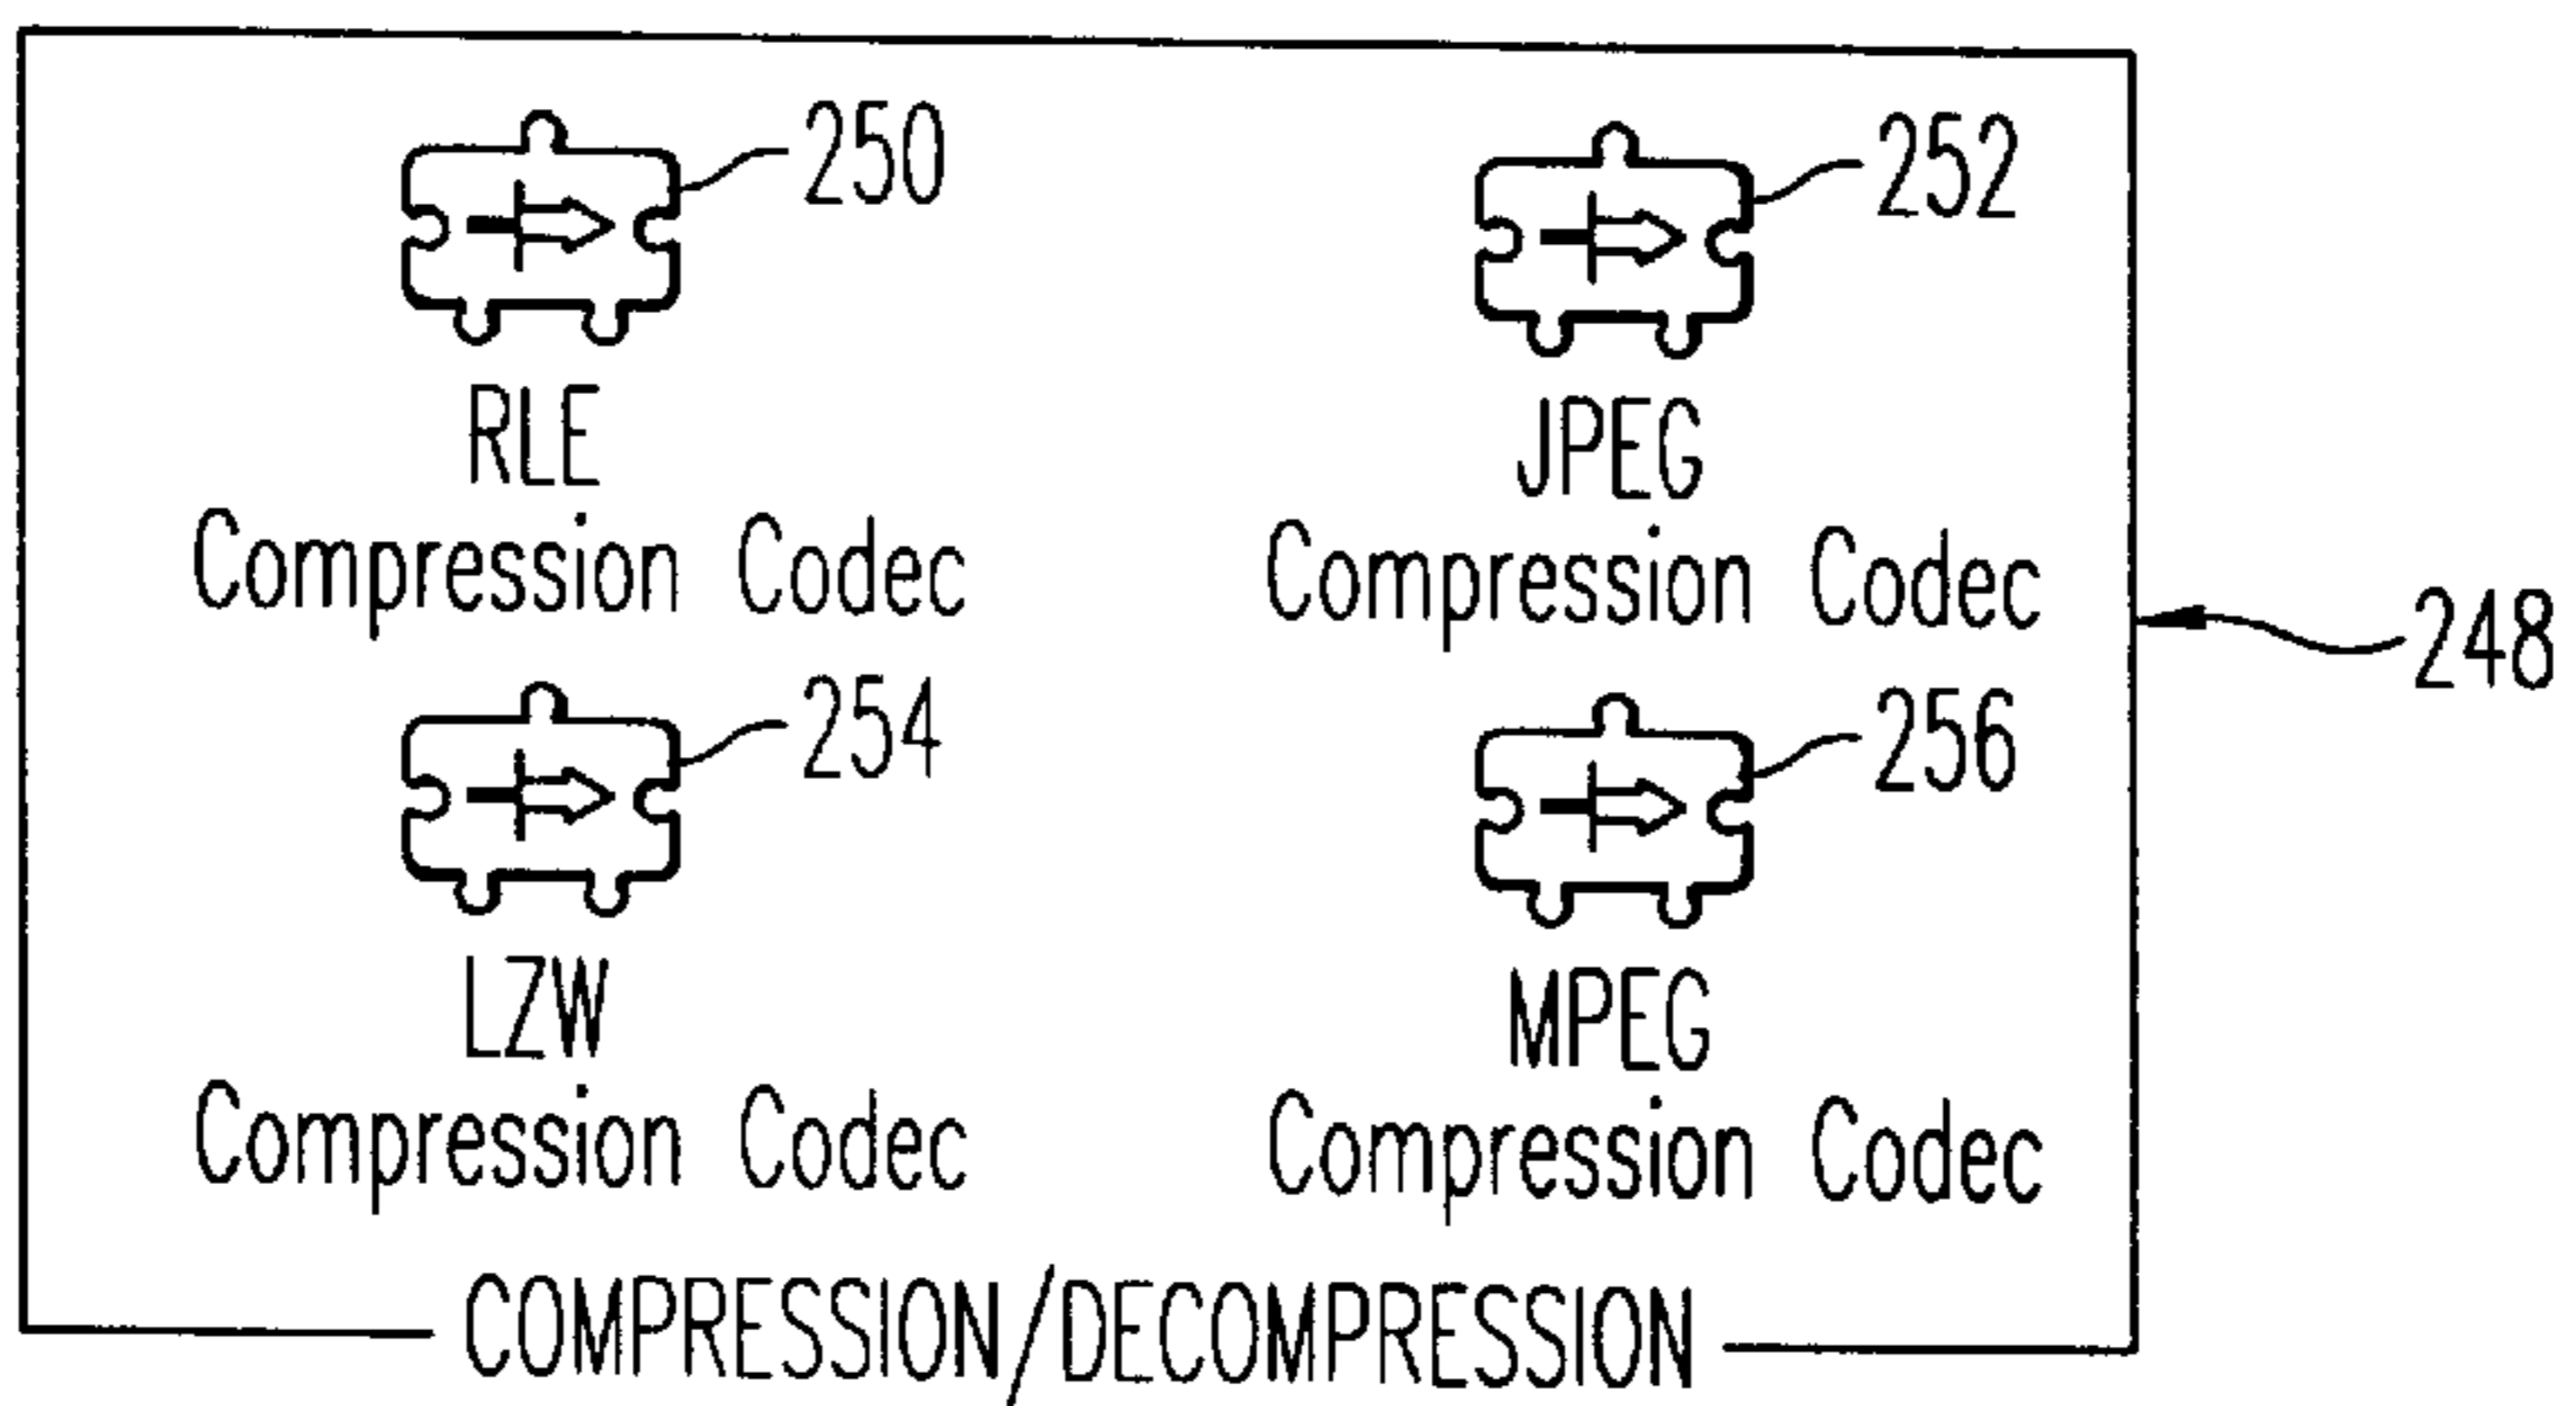 250
RLE
Compression Codec
252
JPEG
Compression Codec
248
254
LZW
Compression Codec
256
MPEG
Compression Codec
COMPRESSION/DECOMPRESSION